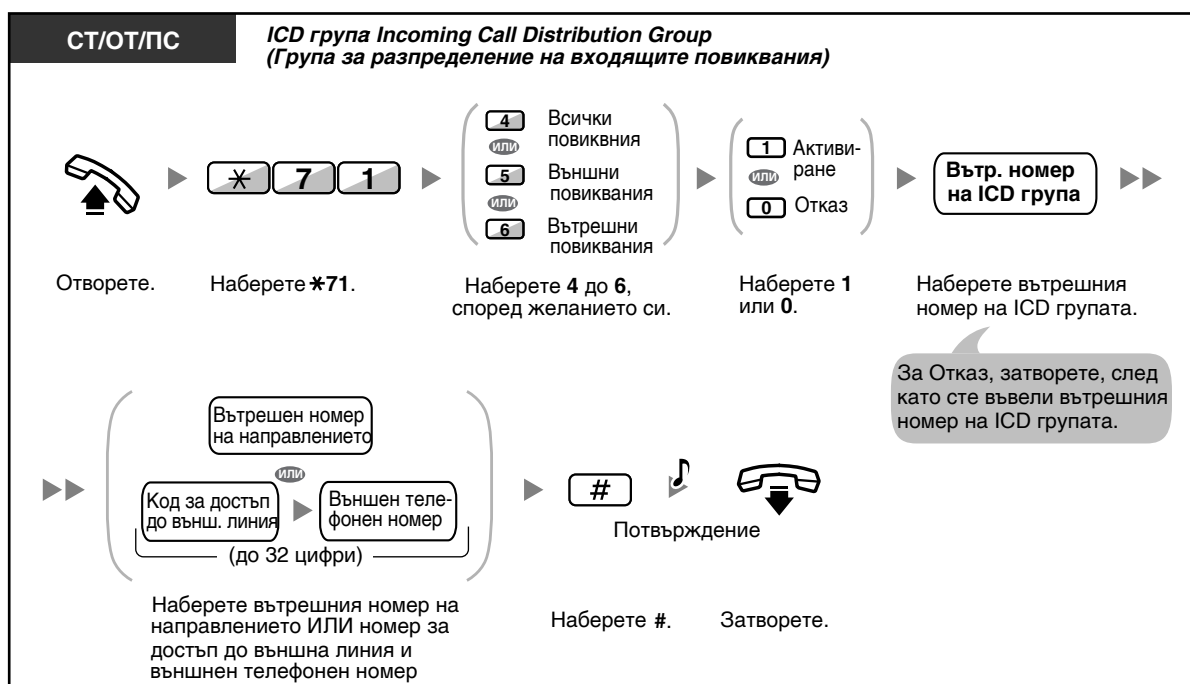 СТ/ОТ/ПС
ICD група Incoming Call Distribution Group
(Група за разпределение на входящите повиквания)
4 Всички
повиквния
или
5 Външни
повиквания
или
6 Вътрешни
повиквания
1 Активи-
ране
или
0 Отказ
Вътр. номер
на ICD група
✳ 7 1
Отворете.
Наберете ✳71.
Наберете 4 до 6,
според желанието си.
Наберете 1
или 0.
Наберете вътрешния
номер на ICD групата.
За Отказ, затворете, след
като сте въвели вътрешния
номер на ICD групата.
Вътрешен номер
на направлението
или
Код за достъп
до външ. линия
Външен теле-
фонен номер
(до 32 цифри)
#
Потвърждение
Наберете вътрешния номер на
направлението ИЛИ номер за
достъп до външна линия и
външнен телефонен номер
Наберете #.
Затворете.